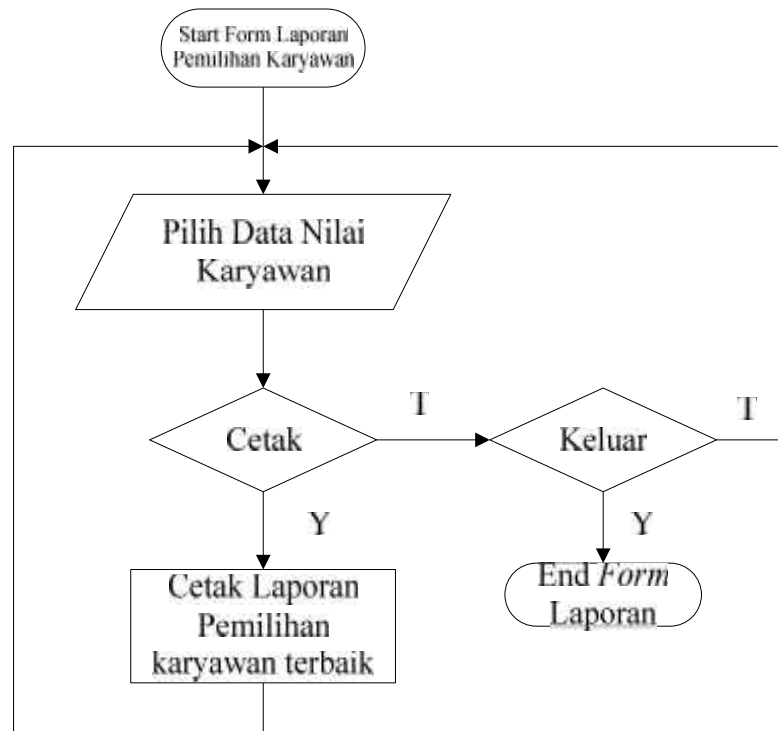 Start Form Laporan
Pemilihan Karyawan
Pilih Data Nilai
Karyawan
Cetak
T
Keluar
T
Y
Y
Cetak Laporan
Pemilihan
karyawan terbaik
End Form
Laporan